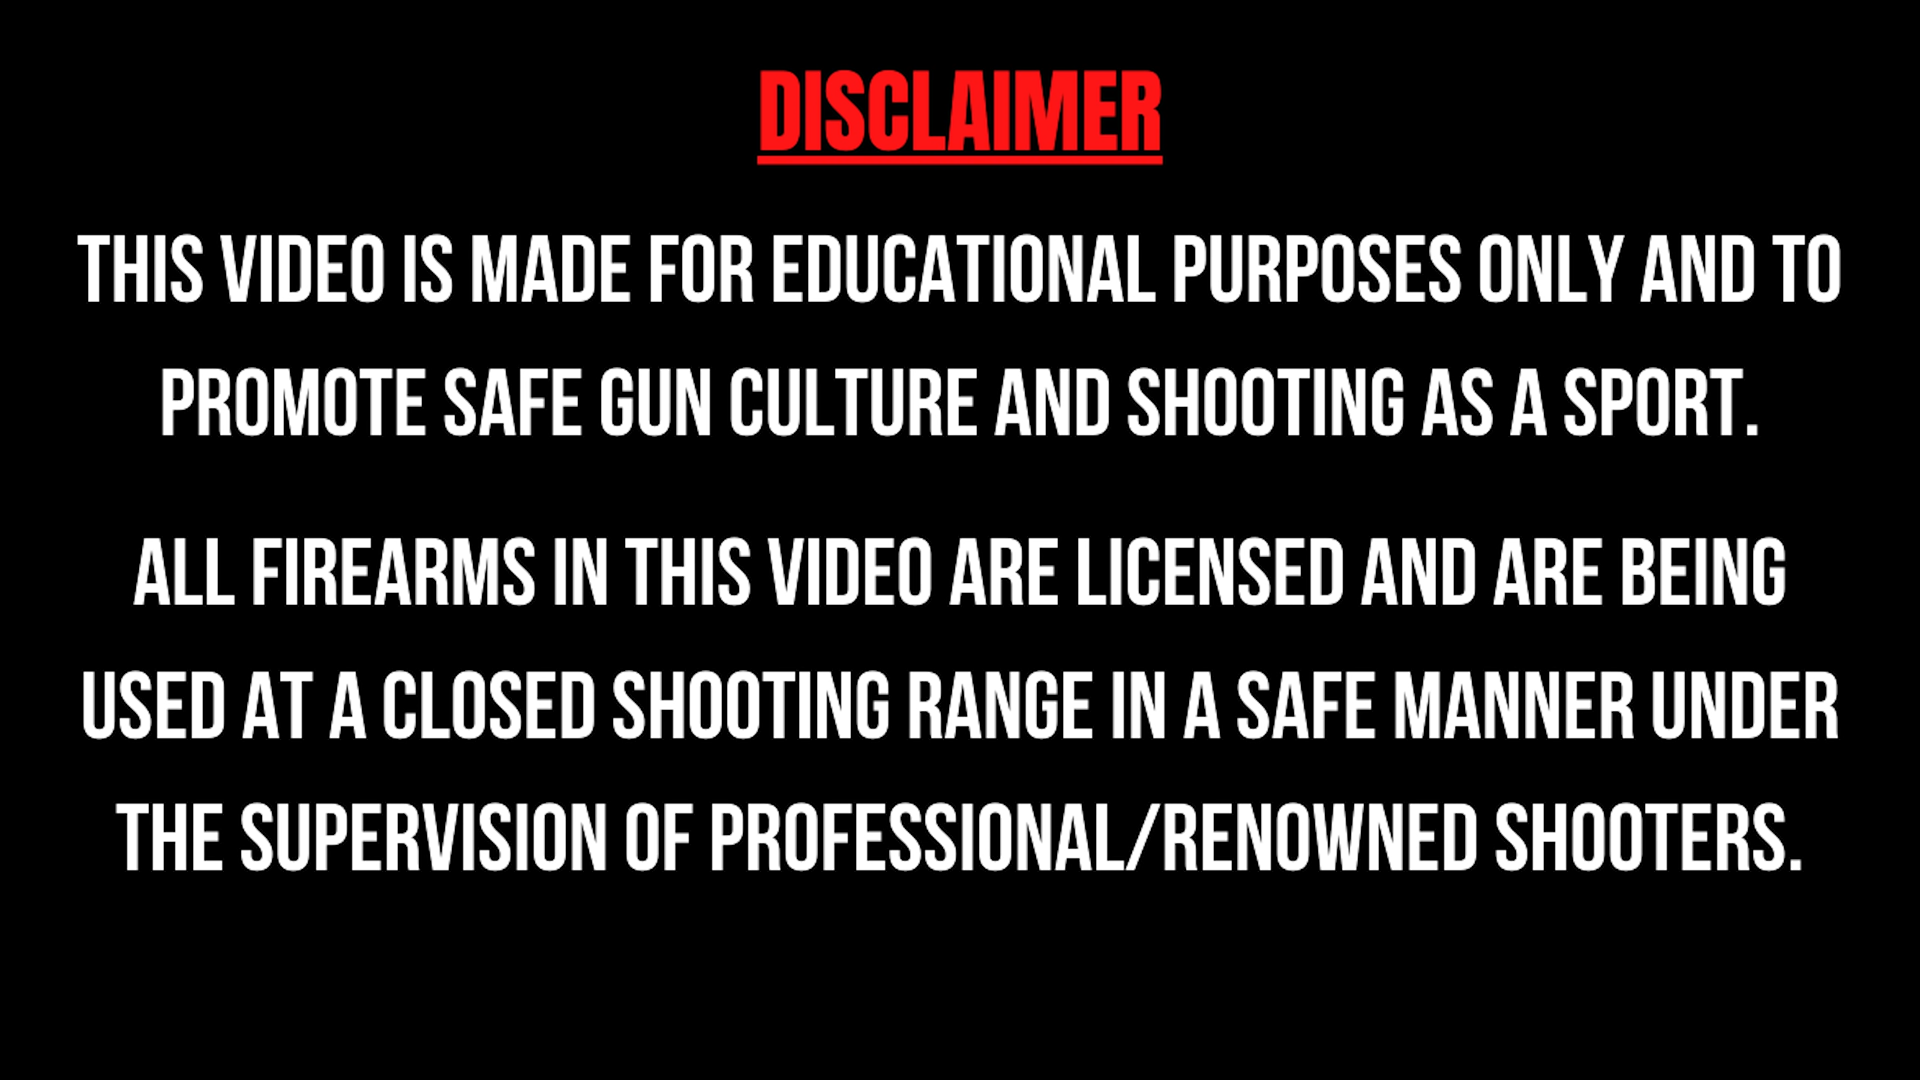 DISCLAIMER
THIS VIDEO IS MADE FOR EDUCATIONAL PURPOSES ONLY AND TO
PROMOTE SAFE GUN CULTURE AND SHOOTING AS A SPORT.
ALL FIREARMS IN THIS VIDEO ARE LICENSED AND ARE BEING
USED AT A CLOSED SHOOTING RANGE IN A SAFE MANNER UNDER
THE SUPERVISION OF PROFESSIONAL/RENOWNED SHOOTERS.